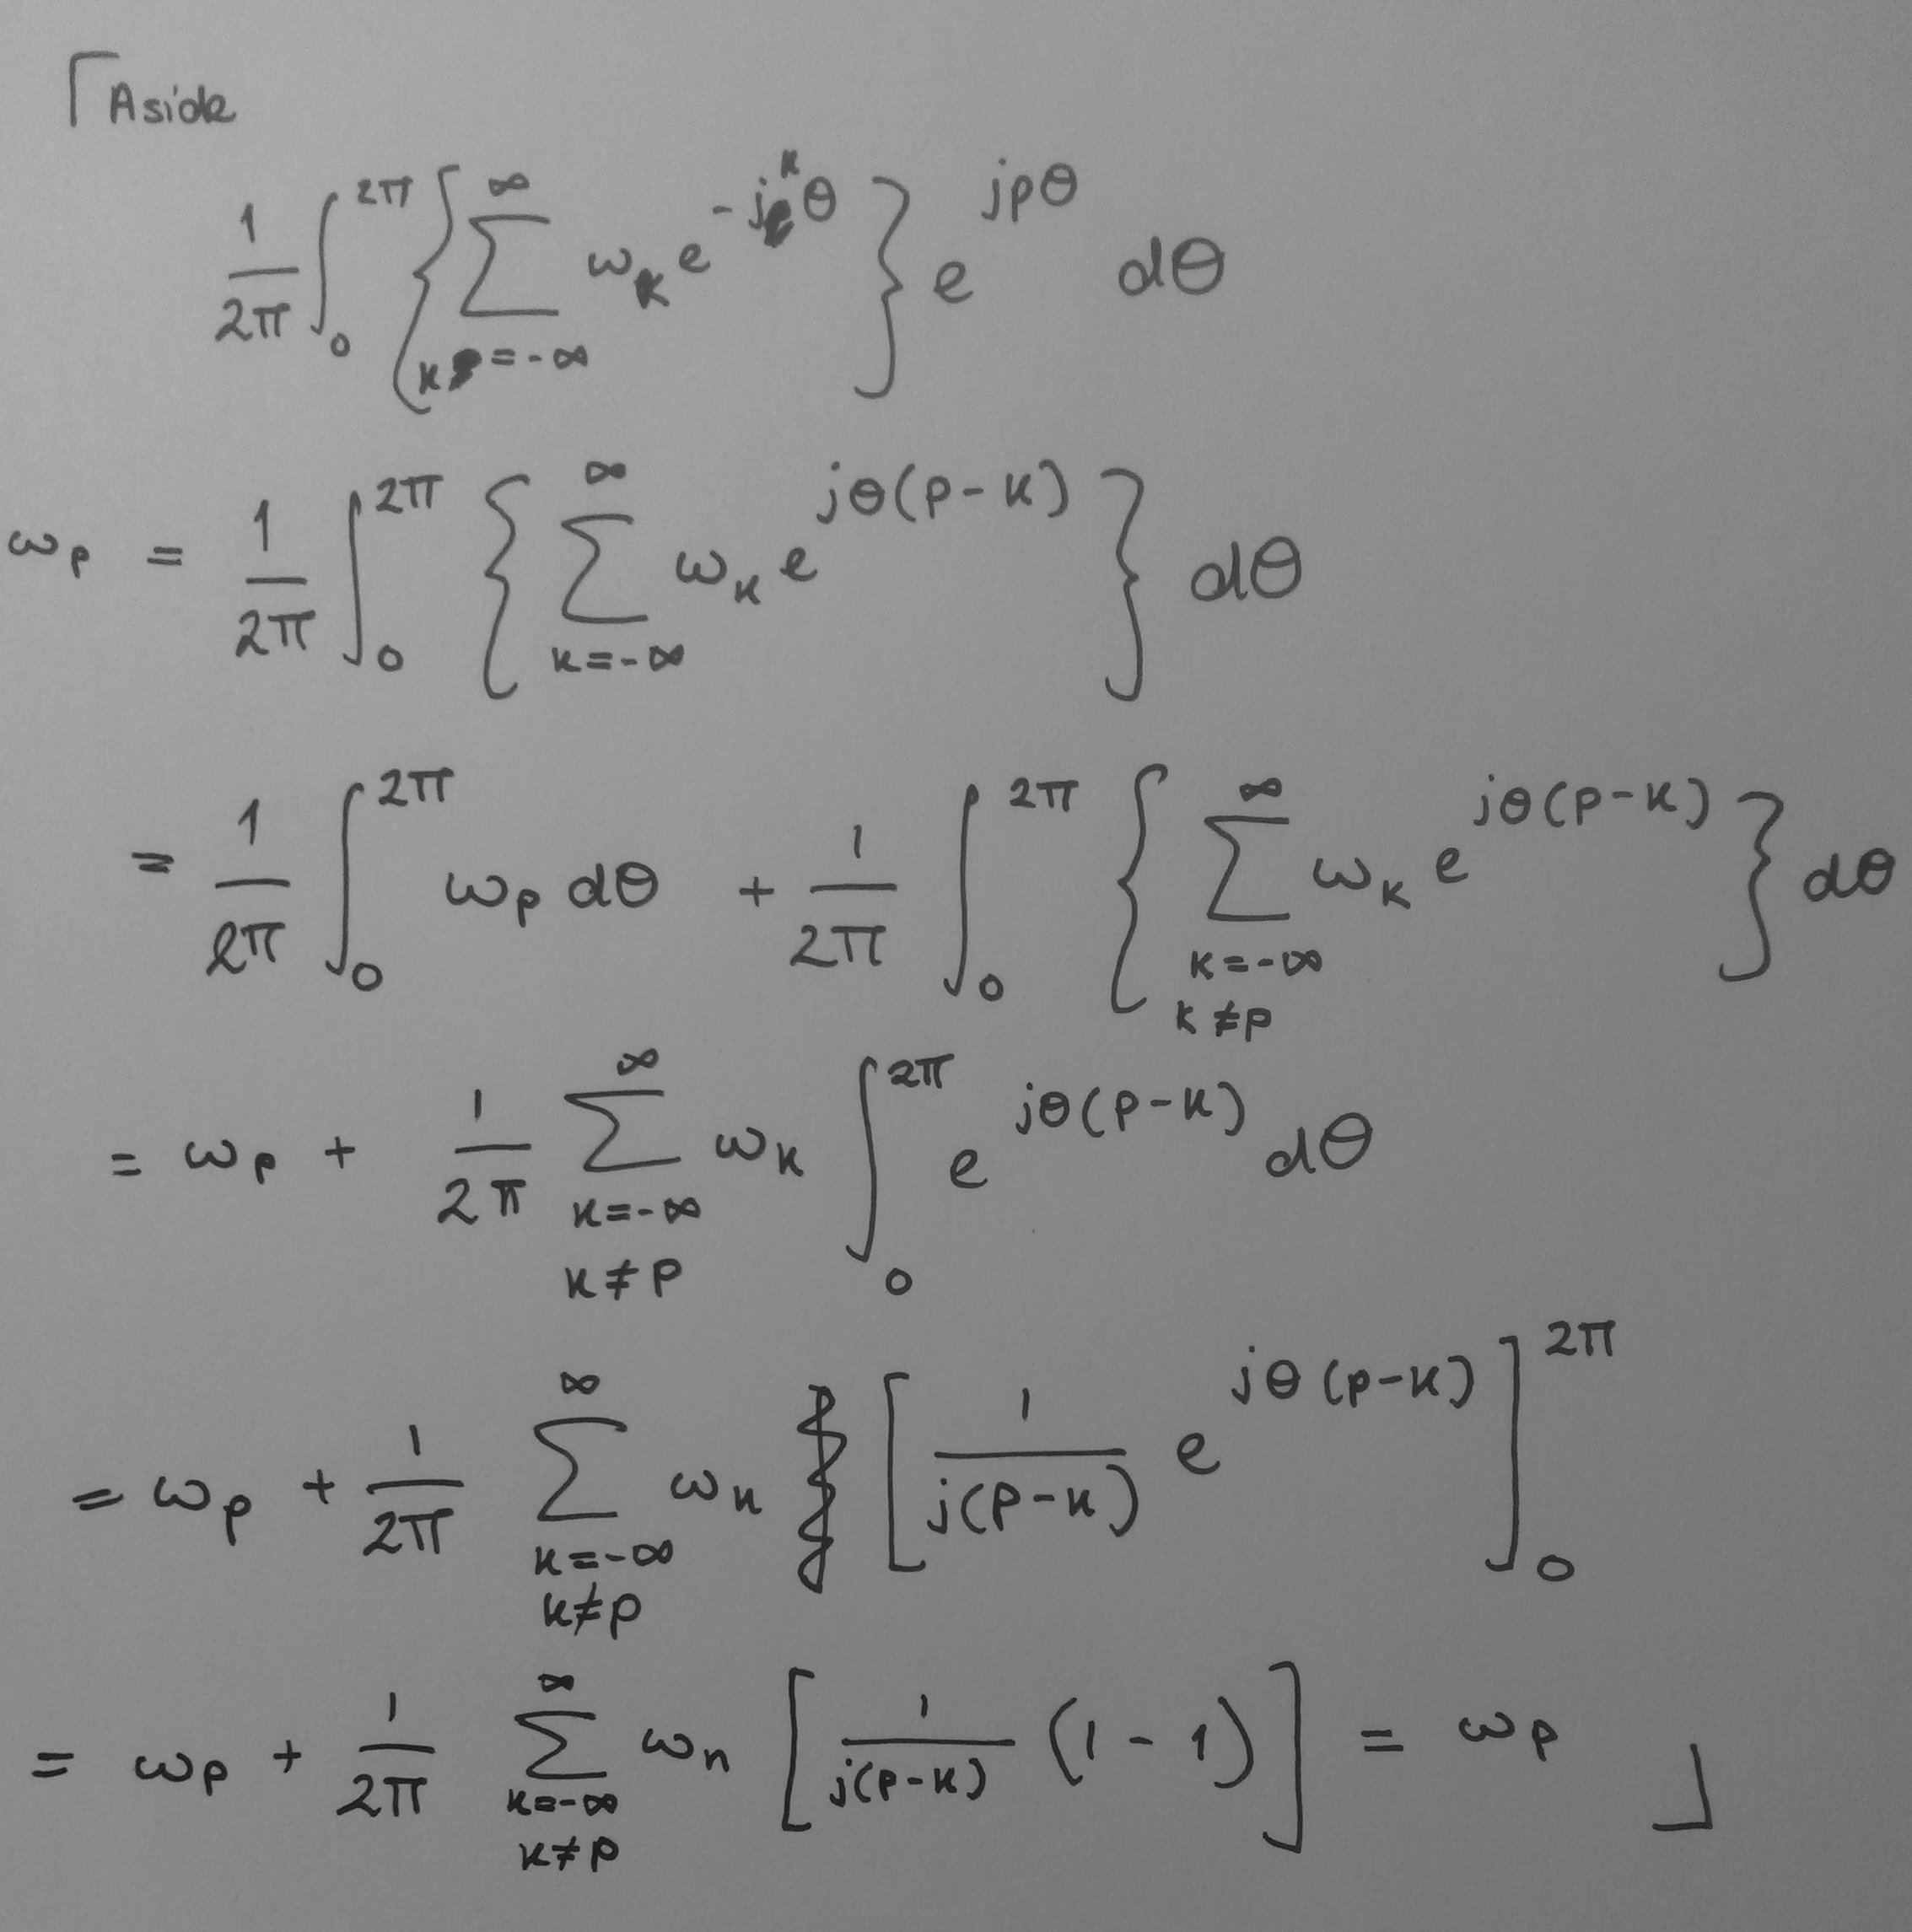 Aside
$\frac{1}{2\pi} \int_0^{2\pi} \left\{ \sum_{k=-\infty}^{\infty} \omega_k e^{-jk\theta} \right\} e^{jp\theta} d\theta$
$\omega_p = \frac{1}{2\pi} \int_0^{2\pi} \left\{ \sum_{k=-\infty}^{\infty} \omega_k e^{j\theta(p-k)} \right\} d\theta$
$= \frac{1}{2\pi} \int_0^{2\pi} \omega_p d\theta + \frac{1}{2\pi} \int_0^{2\pi} \left\{ \sum_{\substack{k=-\infty \\ k \neq p}}^{\infty} \omega_k e^{j\theta(p-k)} \right\} d\theta$
$= \omega_p + \frac{1}{2\pi} \sum_{\substack{k=-\infty \\ k \neq p}}^{\infty} \omega_k \int_0^{2\pi} e^{j\theta(p-k)} d\theta$
$= \omega_p + \frac{1}{2\pi} \sum_{\substack{k=-\infty \\ k \neq p}}^{\infty} \omega_k \left[ \frac{1}{j(p-k)} e^{j\theta(p-k)} \right]_0^{2\pi}$
$= \omega_p + \frac{1}{2\pi} \sum_{\substack{k=-\infty \\ k \neq p}}^{\infty} \omega_n \left[ \frac{1}{j(p-k)} (1-1) \right] = \omega_p$